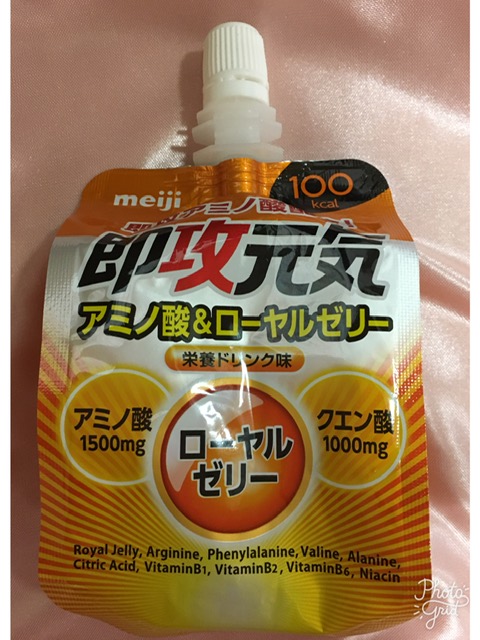 meiji
100
kcal
即攻元気
アミノ酸&ローヤルゼリー
栄養ドリンク味
アミノ酸
1500mg
ローヤル
ゼリー
クエン酸
1000mg
Royal Jelly, Arginine, Phenylalanine, Valine, Alanine,
Citric Acid, VitaminB1, VitaminB2, VitaminB6, Niacin
Photo
Grid